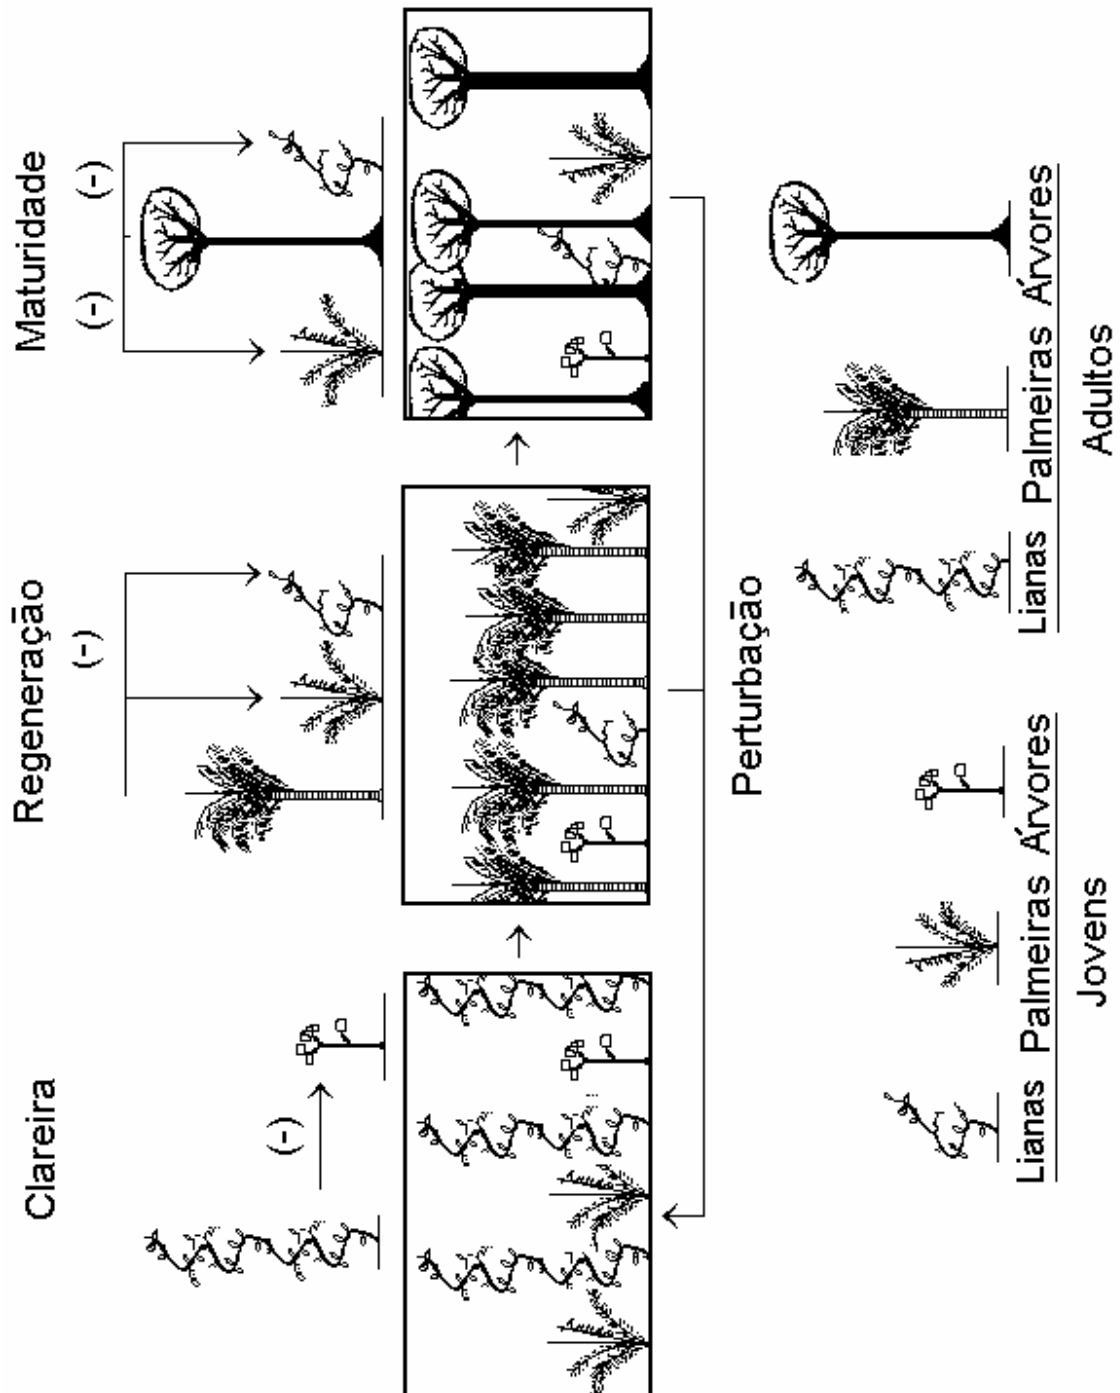 Clareira Regeneração Maturidade
(-) (-) (-) (-)
Perturbação
Lianas Palmeiras Árvores Lianas Palmeiras Árvores
Jovens Adultos